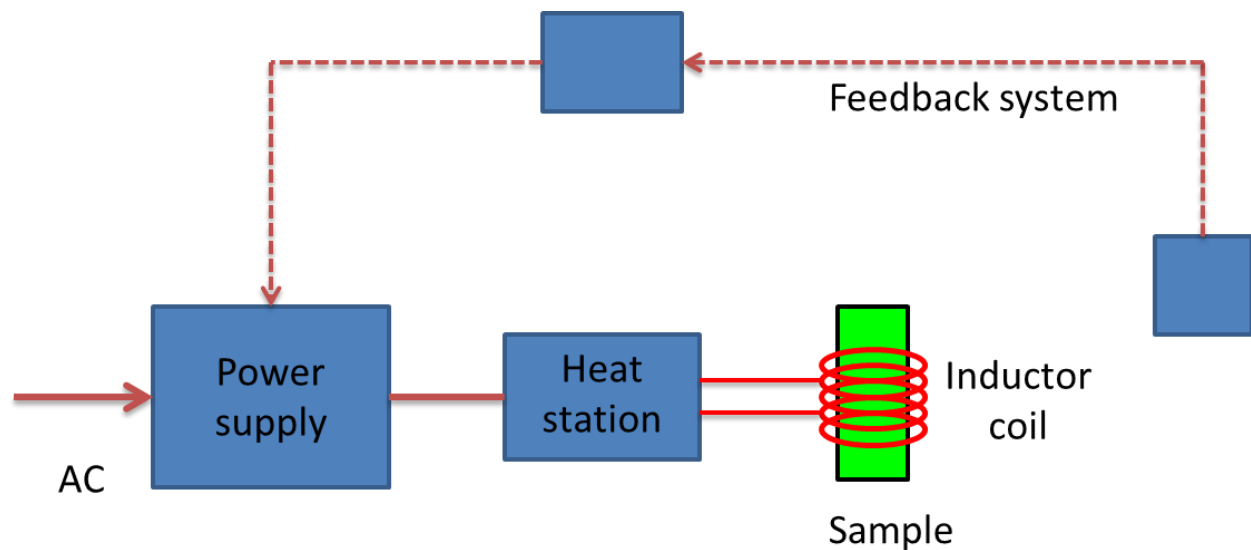 Feedback system
Power
supply
Heat
station
Inductor
coil
AC
Sample